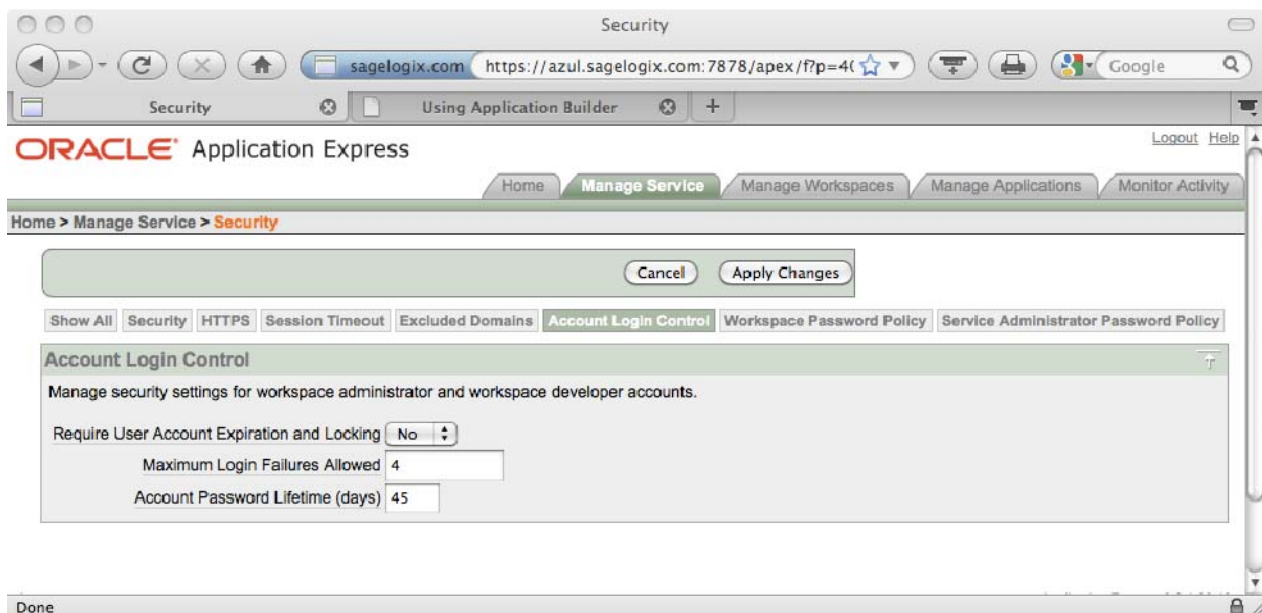 Security
sagelogix.com https://azul.sagelogix.com:7878/apex/f?p=4( Google
Security Using Application Builder +
ORACLE Application Express
Logout Help
Home Manage Service Manage Workspaces Manage Applications Monitor Activity
Home > Manage Service > Security
Cancel Apply Changes
Show All Security HTTPS Session Timeout Excluded Domains Account Login Control Workspace Password Policy Service Administrator Password Policy
Account Login Control
Manage security settings for workspace administrator and workspace developer accounts.
Require User Account Expiration and Locking No
Maximum Login Failures Allowed 4
Account Password Lifetime (days) 45
Done